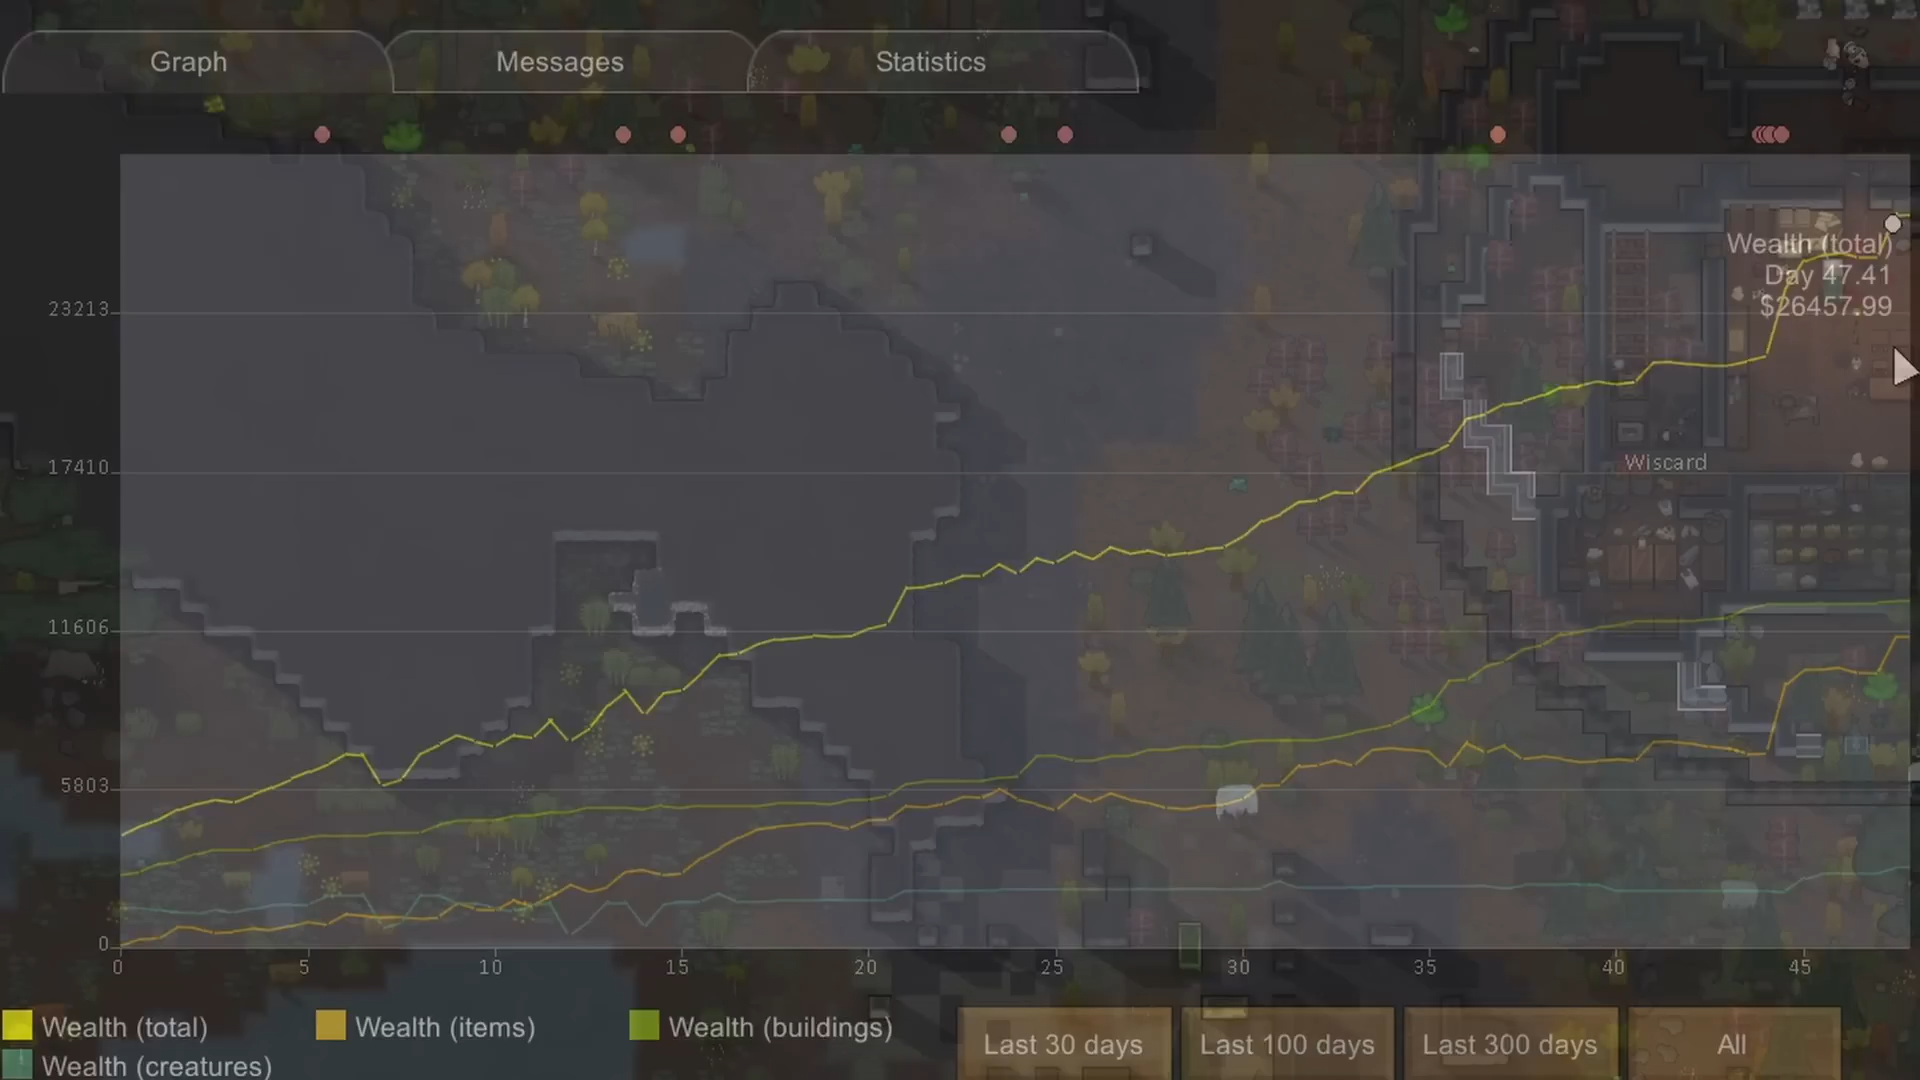 Graph
Messages
Statistics
Wealth (total)
Day 47.41
$26457.99
23213
17410
Wiscard
11606
5803
0
0 5 10 15 20 25 30 35 40 45
Wealth (total)
Wealth (items)
Wealth (buildings)
Wealth (creatures)
Last 30 days
Last 100 days
Last 300 days
All